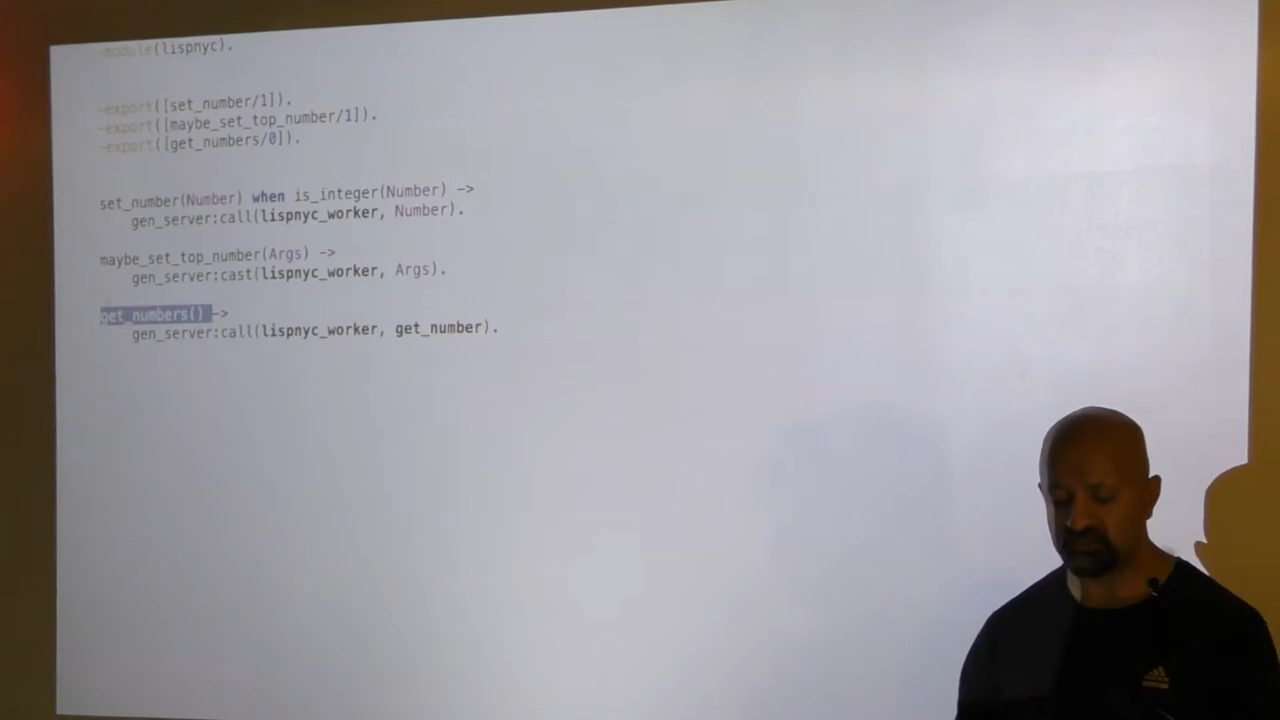 -module(lispnyc).
-export([set_number/1]).
-export([maybe_set_top_number/1]).
-export([get_numbers/0]).
set_number(Number) when is_integer(Number) ->
gen_server:call(lispnyc_worker, Number).
maybe_set_top_number(Args) ->
gen_server:cast(lispnyc_worker, Args).
get_numbers() ->
gen_server:call(lispnyc_worker, get_number).